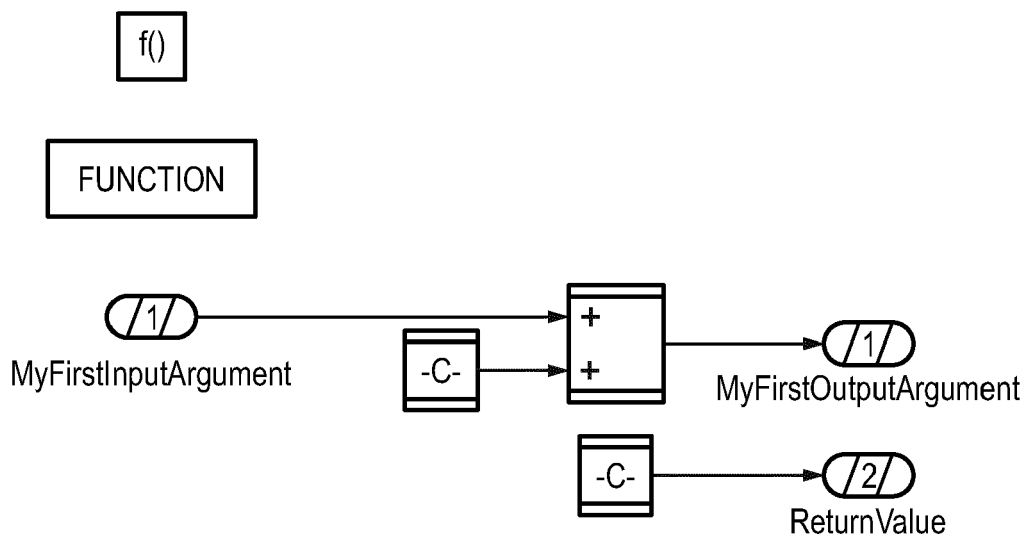 f()
FUNCTION
1
MyFirstInputArgument
-C-
+
+
1
MyFirstOutputArgument
-C-
2
ReturnValue